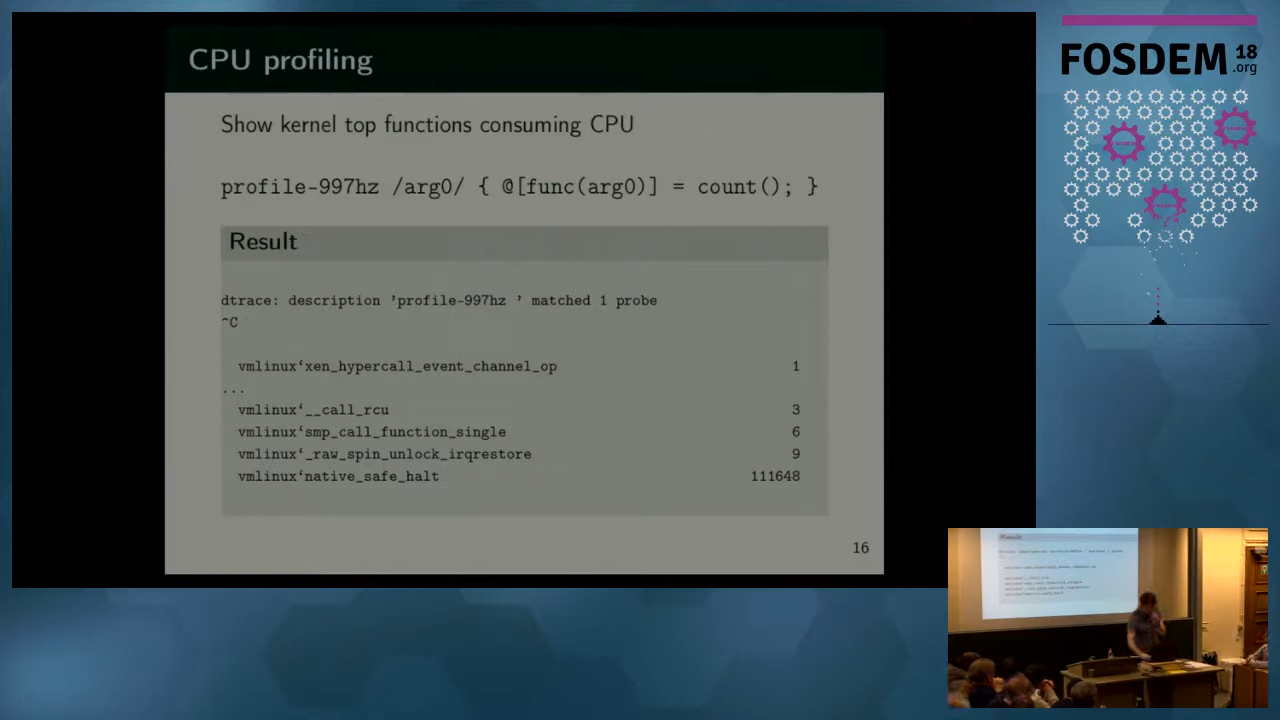 CPU profiling
Show kernel top functions consuming CPU
profile-997hz /arg0/ { @[func(arg0)] = count(); }
Result
dtrace: description ’profile-997hz ’ matched 1 probe
^C
vmlinux‘xen_hypercall_event_channel_op 1
...
vmlinux‘__call_rcu 3
vmlinux‘smp_call_function_single 6
vmlinux‘_raw_spin_unlock_irqrestore 9
vmlinux‘native_safe_halt 111648
16
FOSDEM 18
.org
Result